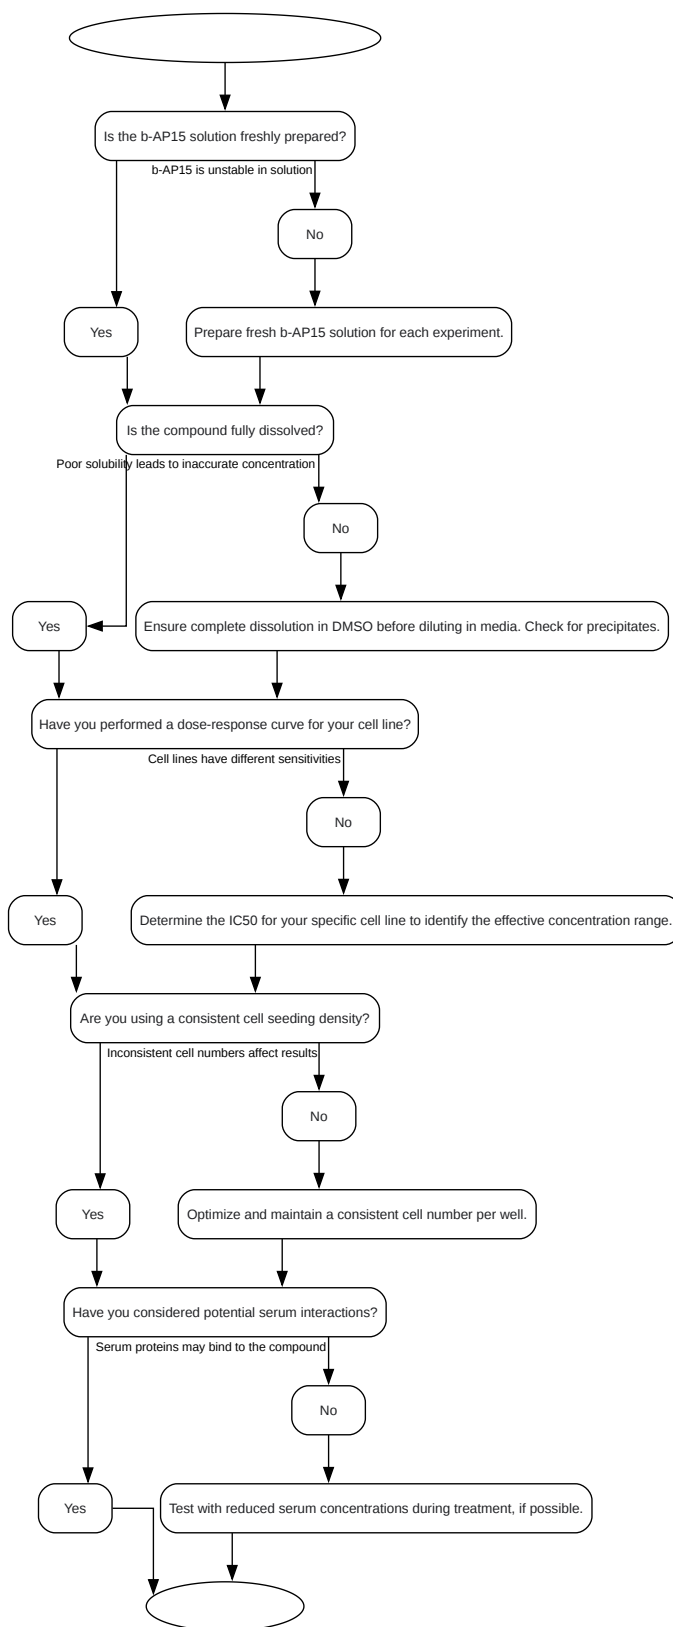 Is the b-AP15 solution freshly prepared?
b-AP15 is unstable in solution
No
Yes
Prepare fresh b-AP15 solution for each experiment.
Is the compound fully dissolved?
Poor solubility leads to inaccurate concentration
No
Yes
Ensure complete dissolution in DMSO before diluting in media. Check for precipitates.
Have you performed a dose-response curve for your cell line?
Cell lines have different sensitivities
No
Yes
Determine the IC50 for your specific cell line to identify the effective concentration range.
Are you using a consistent cell seeding density?
Inconsistent cell numbers affect results
No
Yes
Optimize and maintain a consistent cell number per well.
Have you considered potential serum interactions?
Serum proteins may bind to the compound
No
Yes
Test with reduced serum concentrations during treatment, if possible.